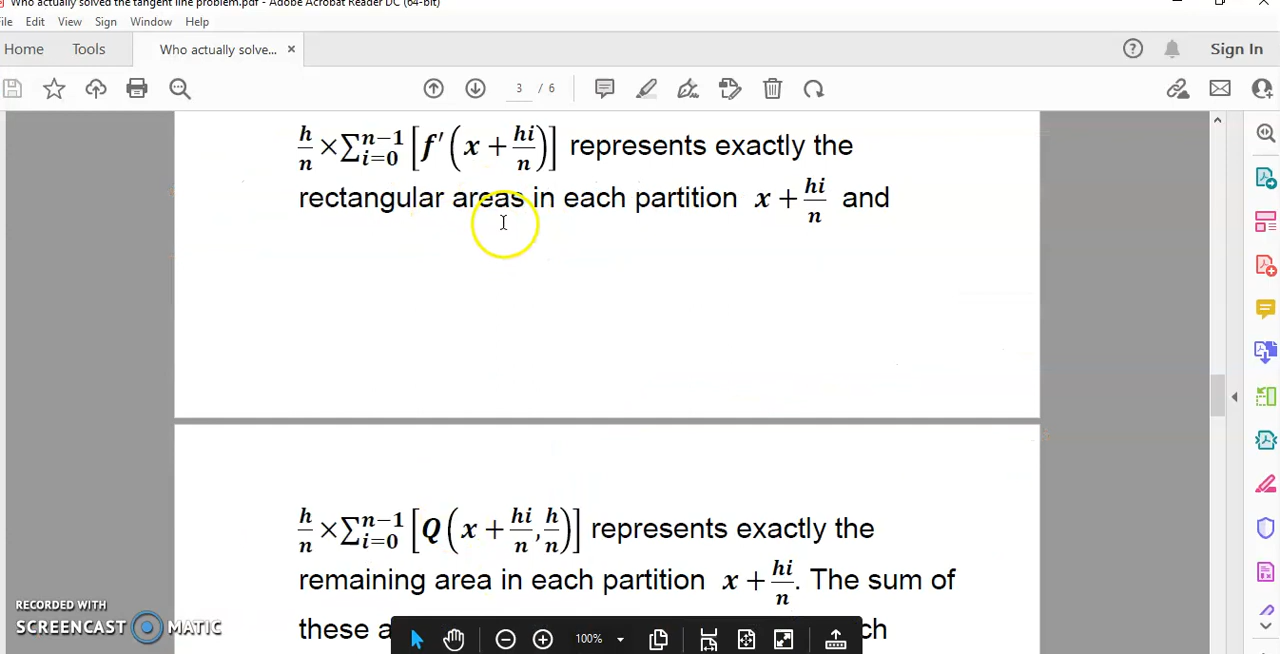 Who actually solved the tangent line problem.pdf - Adobe Acrobat Reader DC (64-bit)
File Edit View Sign Window Help
Home Tools Who actually solve... × Sign In
3 / 6
h/n × ∑_{i=0}^{n−1} [f′(x + hi/n)] represents exactly the
rectangular areas in each partition x + hi/n and
h/n × ∑_{i=0}^{n−1} [Q(x + hi/n, h/n)] represents exactly the
remaining area in each partition x + hi/n. The sum of
these a
ch
100%
RECORDED WITH
SCREENCAST MATIC